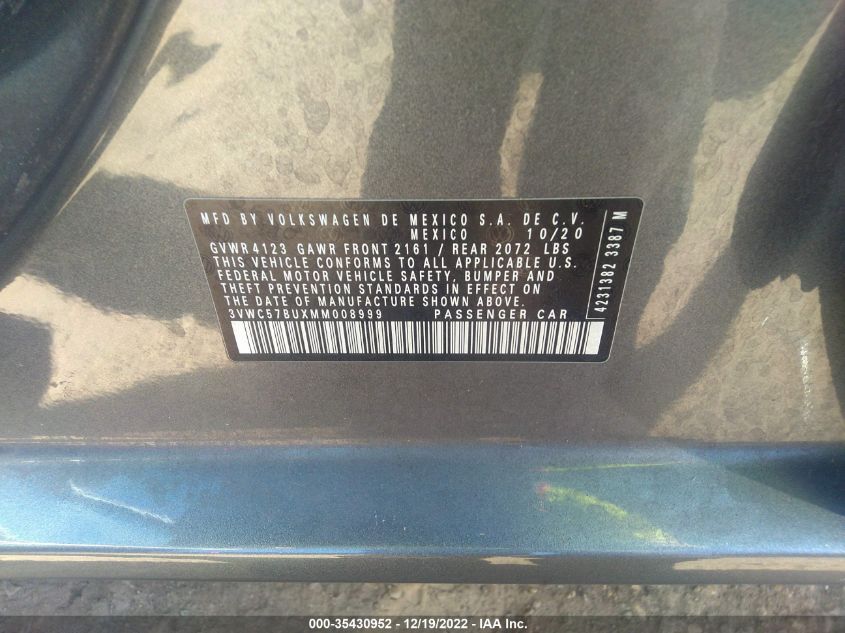 MFD BY VOLKSWAGEN DE MEXICO S.A. DE C.V.
MEXICO 10/20
GVWR 4123 GAWR FRONT 2161 / REAR 2072 LBS
THIS VEHICLE CONFORMS TO ALL APPLICABLE U.S.
FEDERAL MOTOR VEHICLE SAFETY, BUMPER AND
THEFT PREVENTION STANDARDS IN EFFECT ON
THE DATE OF MANUFACTURE SHOWN ABOVE.
3VWC57BUXMM008999 PASSENGER CAR
4231382 3387 M
000-35430952 - 12/19/2022 - IAA, Inc.